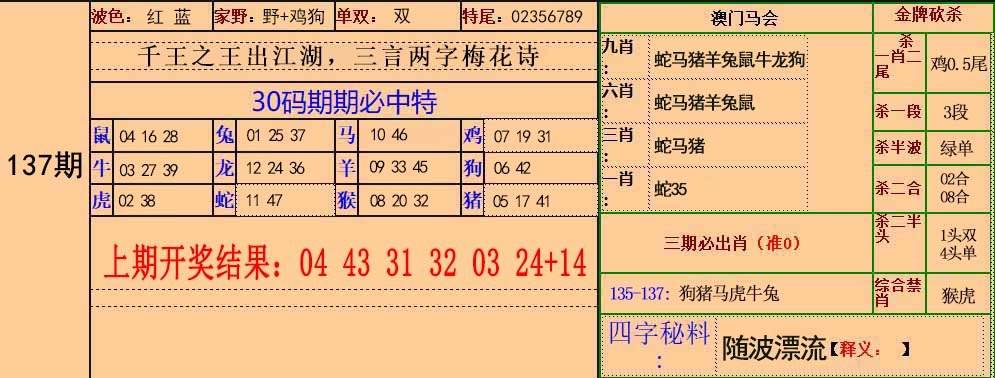 137期
波色：红 蓝 家野：野+鸡狗 单双：双 特尾：02356789
千王之王出江湖，三言两字梅花诗
30码期期必中特
鼠 04 16 28 兔 01 25 37 马 10 46 鸡 07 19 31
牛 03 27 39 龙 12 24 36 羊 09 33 45 狗 06 42
虎 02 38 蛇 11 47 猴 08 20 32 猪 05 17 41
上期开奖结果：04 43 31 32 03 24+14
澳门马会
九肖：蛇马猪羊兔鼠牛龙狗
六肖：蛇马猪羊兔鼠
三肖：蛇马猪
一肖：蛇35
三期必出肖（准0）
135-137：狗猪马虎牛兔
四字秘料：随波漂流【释义： 】
金牌砍杀
杀一肖二尾 鸡0.5尾
杀一段 3段
杀半波 绿单
杀二合 02合
08合
杀二半头 1头双
4头单
综合禁肖 猴虎